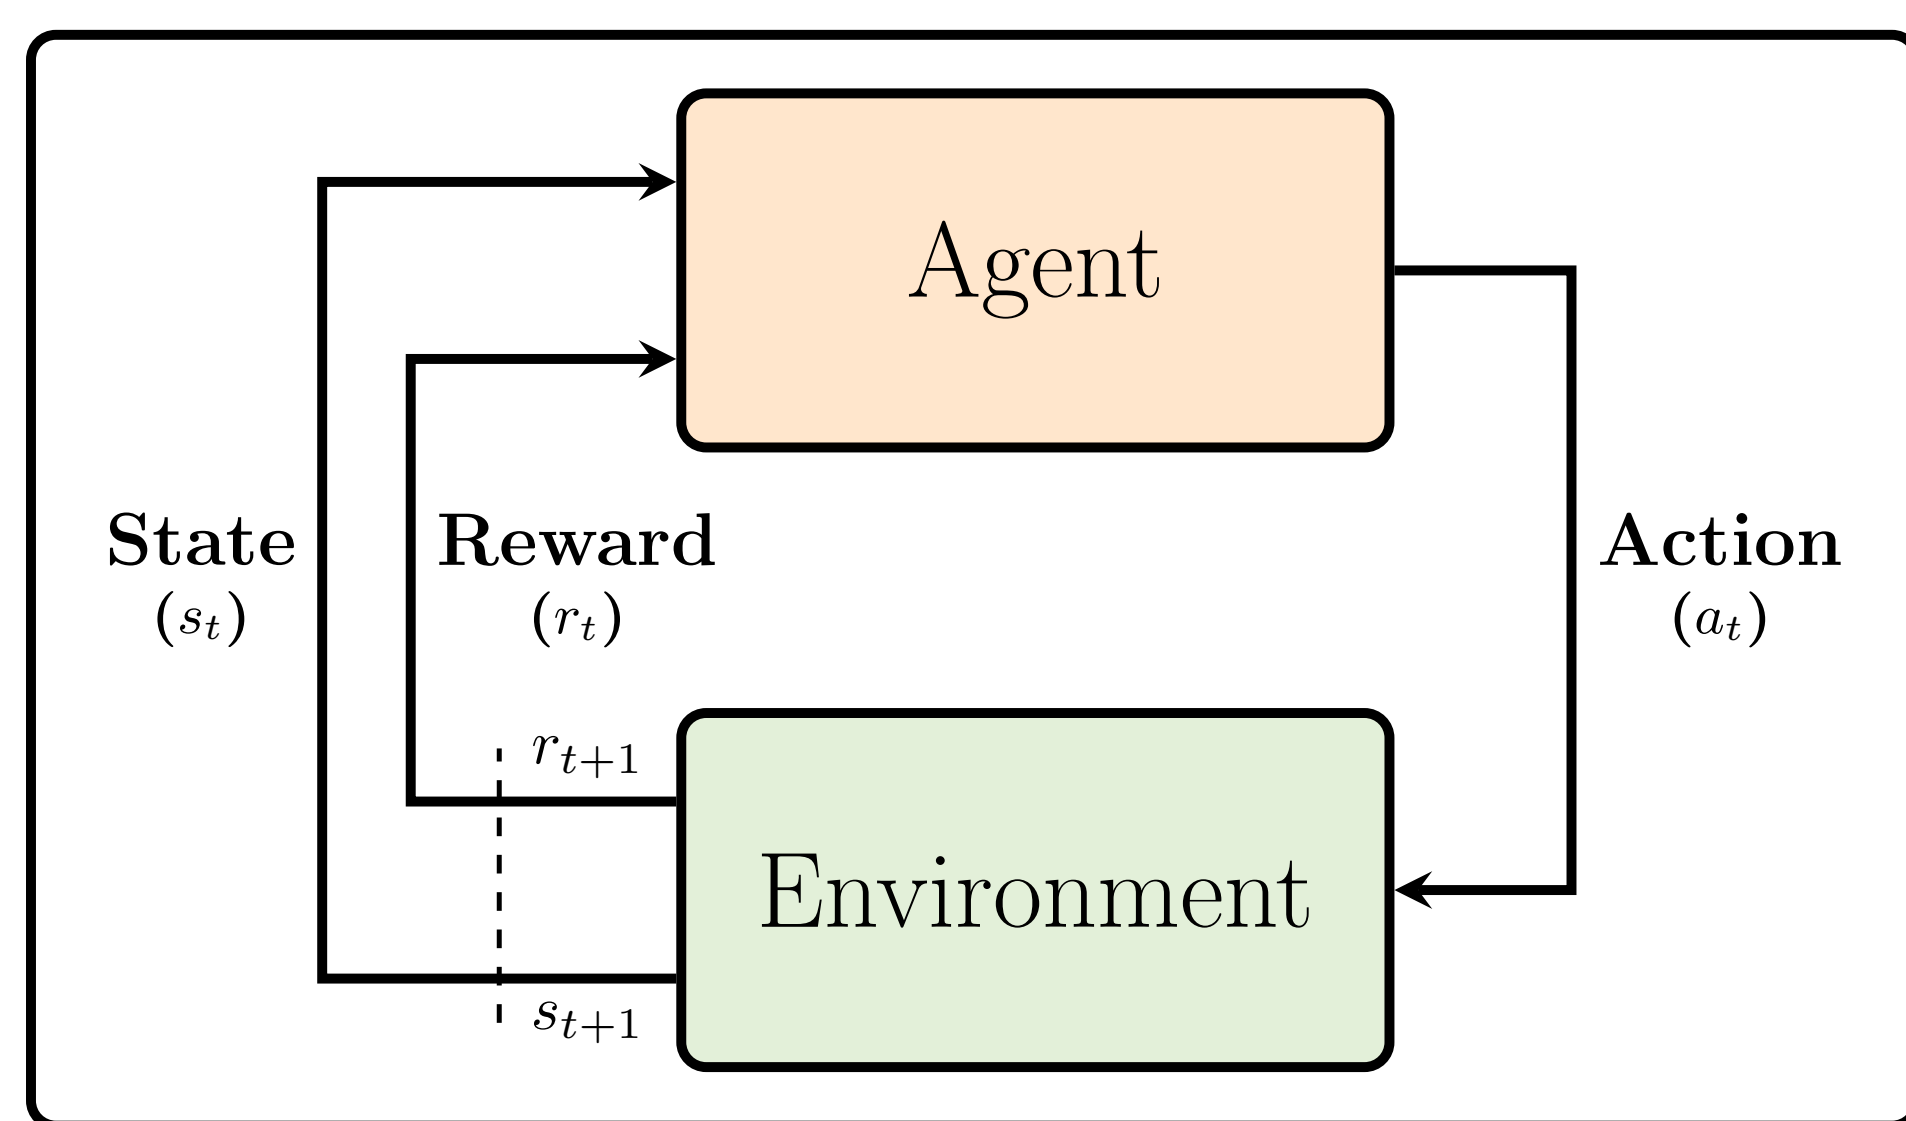 Agent
State
(s_t)
Reward
(r_t)
Action
(a_t)
r_{t+1}
Environment
s_{t+1}